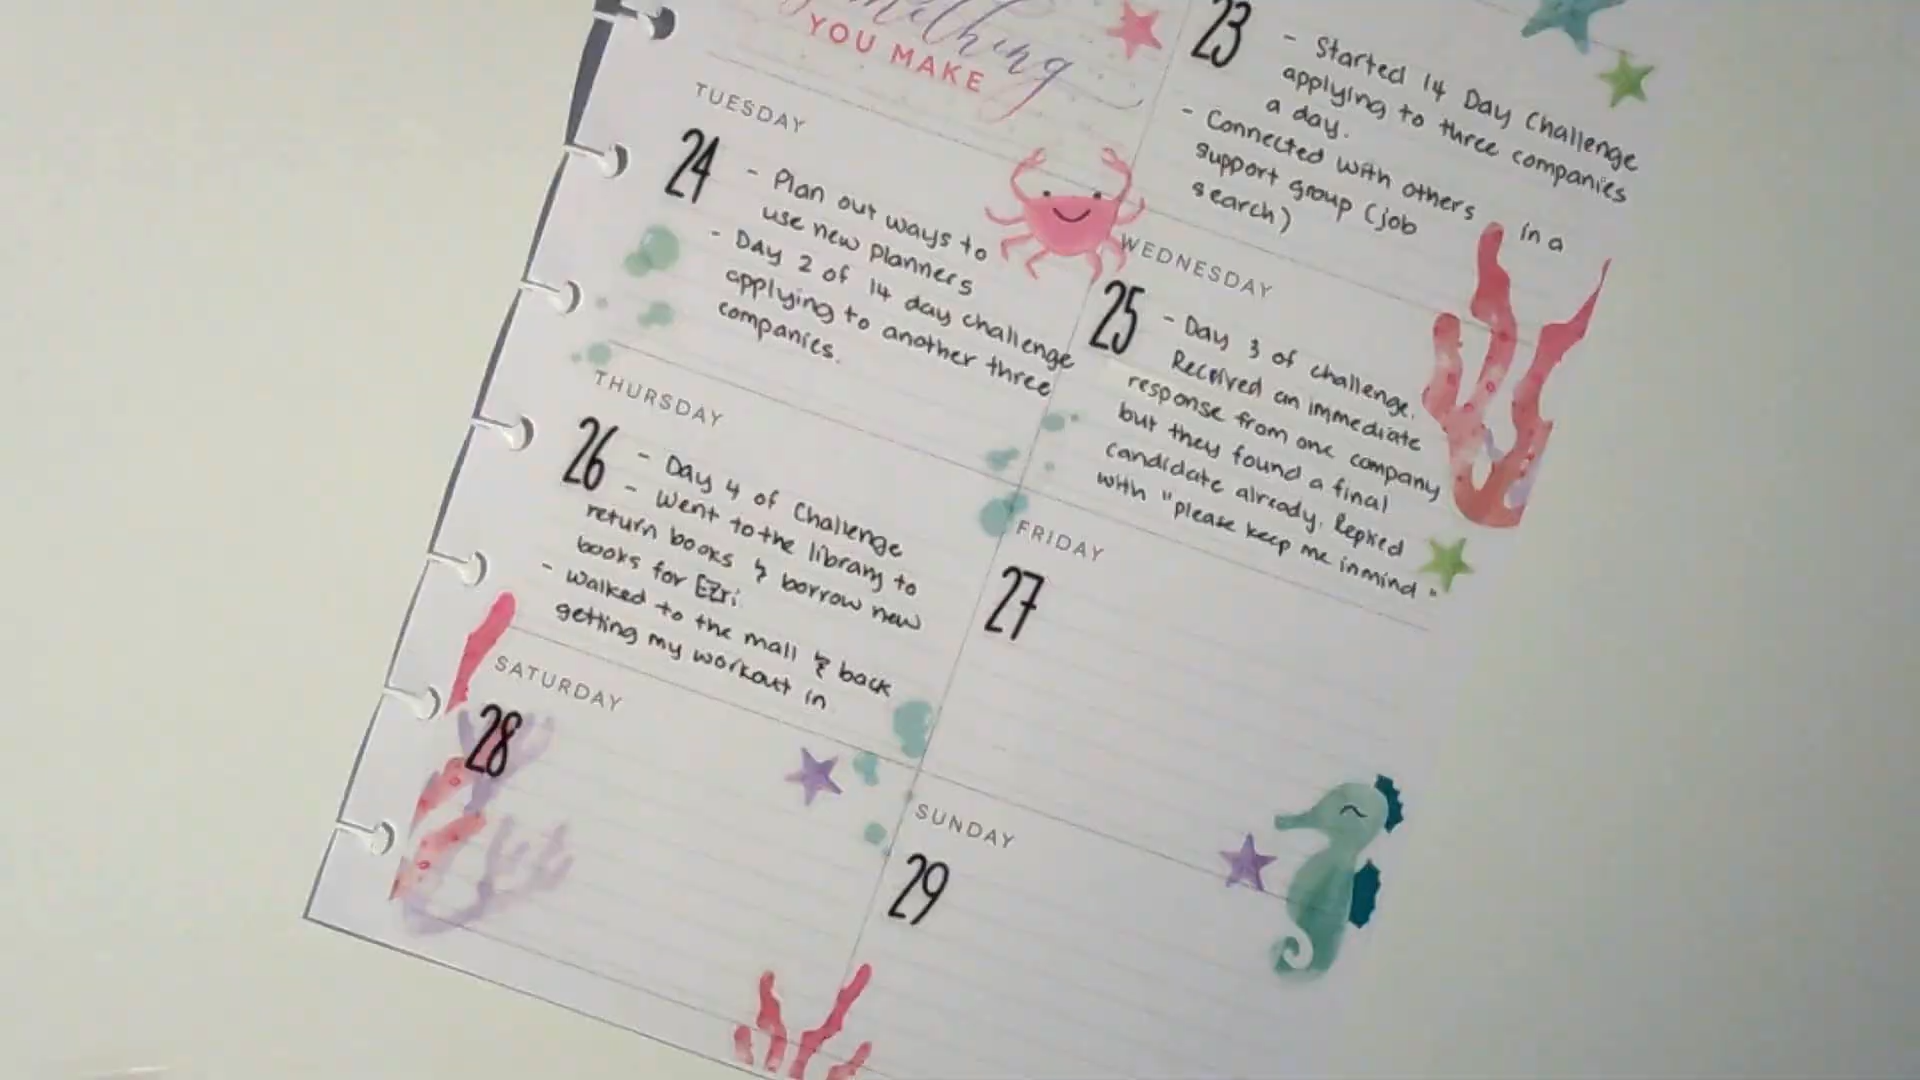 something
YOU MAKE
23
- Started 14 Day Challenge
applying to three companies
a day.
- Connected with others in a
support group (job
search)
TUESDAY
24
- Plan out ways to
use new planners
- Day 2 of 14 day challenge
applying to another three
companies.
WEDNESDAY
25
- Day 3 of challenge.
Received an immediate
response from one company
but they found a final
candidate already. Replied
with "please keep me in mind"
THURSDAY
26
- Day 4 of Challenge
- Went to the library to
return books & borrow new
books for Ezri
- Walked to the mall & back
getting my workout in
FRIDAY
27
SATURDAY
28
SUNDAY
29